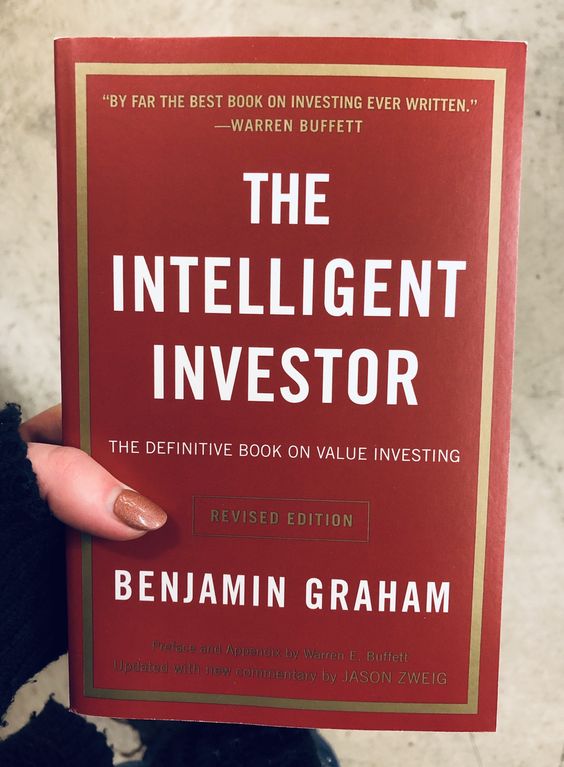 “BY FAR THE BEST BOOK ON INVESTING EVER WRITTEN.”
—WARREN BUFFETT
THE
INTELLIGENT
INVESTOR
THE DEFINITIVE BOOK ON VALUE INVESTING
REVISED EDITION
BENJAMIN GRAHAM
Preface and Appendix by Warren E. Buffett
Updated with new commentary by JASON ZWEIG